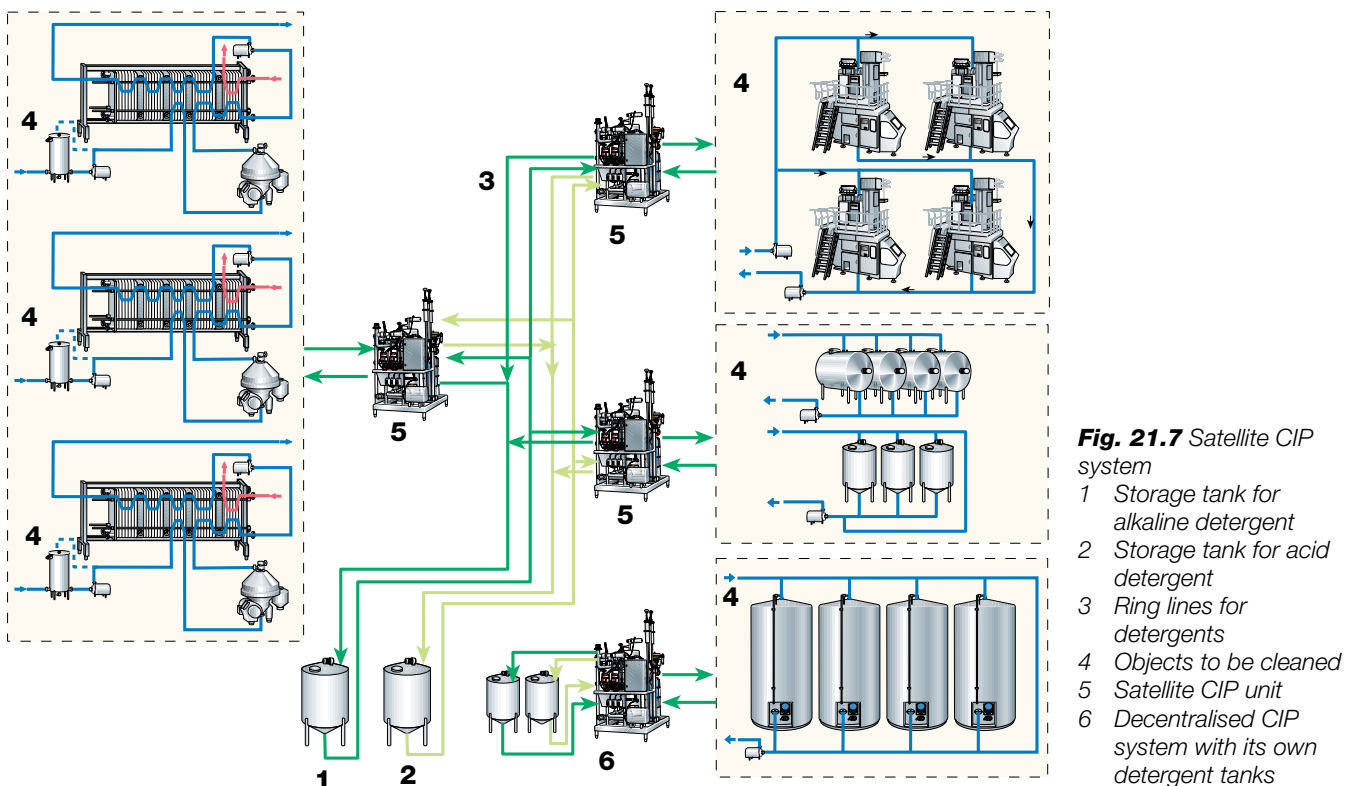 4
4
4
3
5
5
5
4
4
4
1
2
6
Fig. 21.7 Satellite CIP
system
1 Storage tank for
alkaline detergent
2 Storage tank for acid
detergent
3 Ring lines for
detergents
4 Objects to be cleaned
5 Satellite CIP unit
6 Decentralised CIP
system with its own
detergent tanks